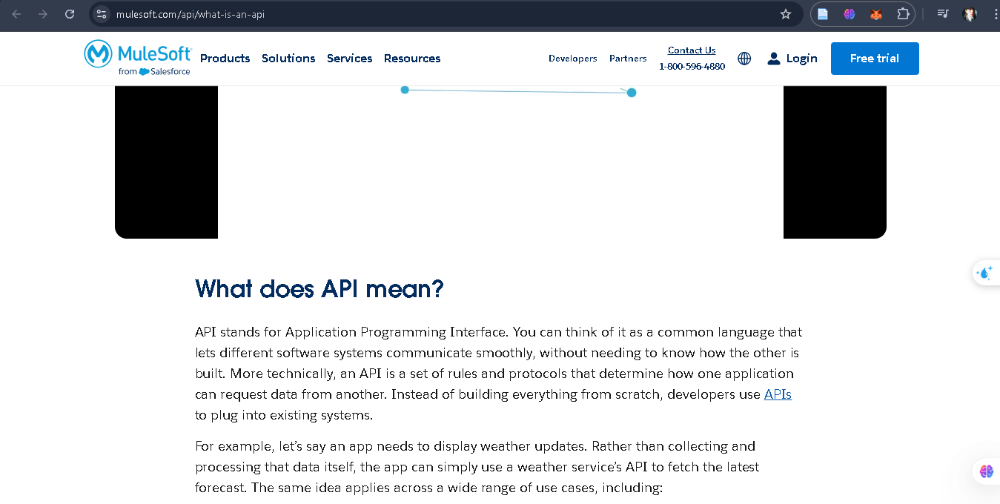 mulesoft.com/api/what-is-an-api
MuleSoft
from Salesforce
Products Solutions Services Resources
Developers Partners
Contact Us
1-800-596-4880
Login
Free trial
What does API mean?
API stands for Application Programming Interface. You can think of it as a common language that
lets different software systems communicate smoothly, without needing to know how the other is
built. More technically, an API is a set of rules and protocols that determine how one application
can request data from another. Instead of building everything from scratch, developers use APIs
to plug into existing systems.
For example, let’s say an app needs to display weather updates. Rather than collecting and
processing that data itself, the app can simply use a weather service’s API to fetch the latest
forecast. The same idea applies across a wide range of use cases, including: